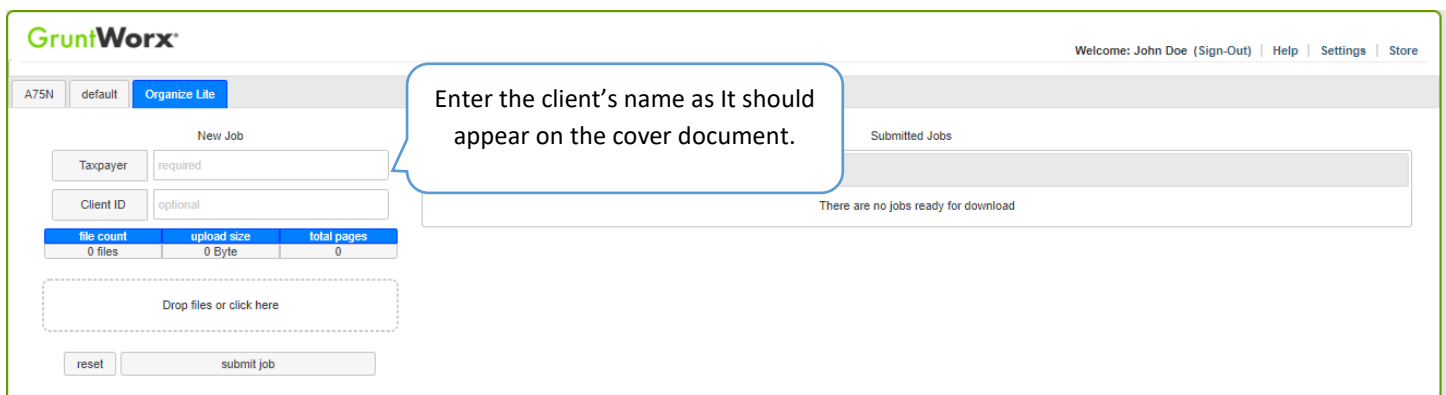 GruntWorx
Welcome: John Doe (Sign-Out) | Help | Settings | Store
A75N default Organize Lite
Enter the client's name as It should
appear on the cover document.
New Job
Taxpayer required
Client ID optional
file count upload size total pages
0 files 0 Byte 0
Drop files or click here
reset submit job
Submitted Jobs
There are no jobs ready for download